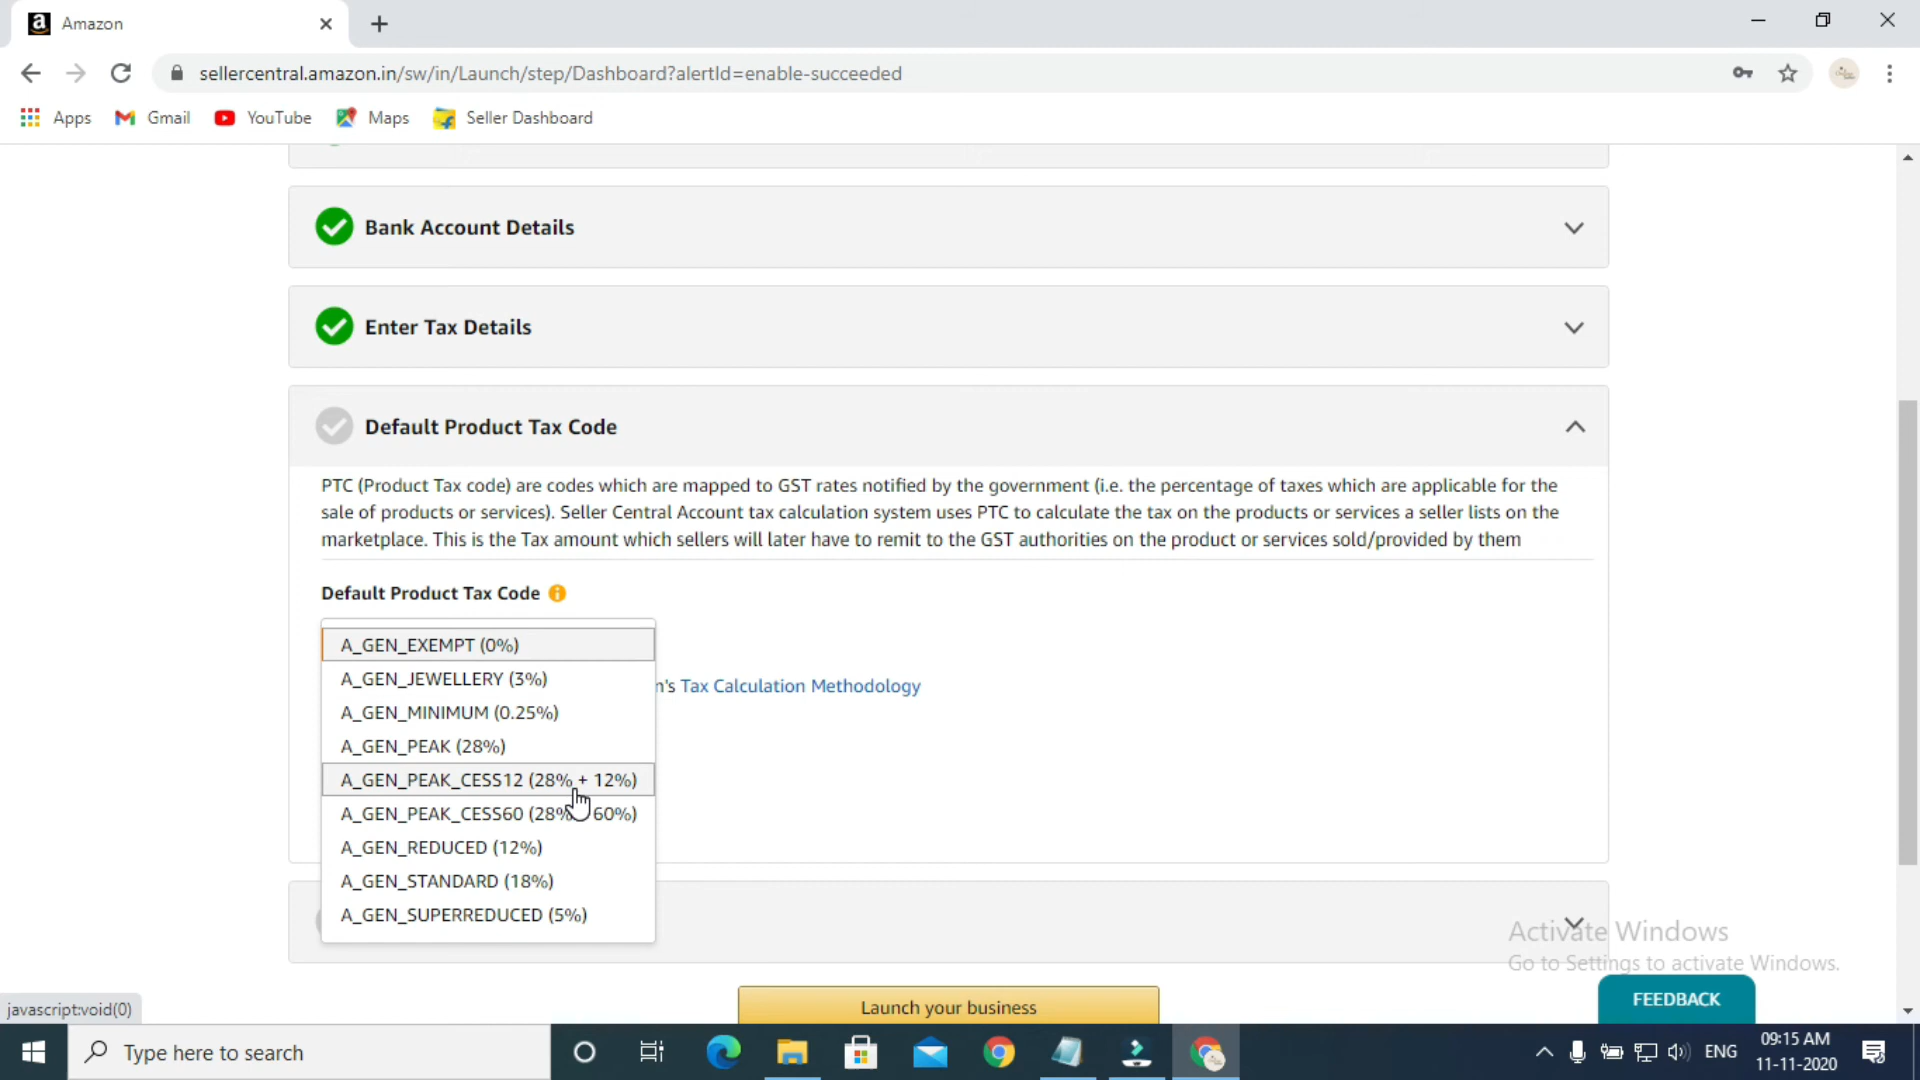 Amazon
sellercentral.amazon.in/sw/in/Launch/step/Dashboard?alertId=enable-succeeded
Apps Gmail YouTube Maps Seller Dashboard
Bank Account Details
Enter Tax Details
Default Product Tax Code
PTC (Product Tax code) are codes which are mapped to GST rates notified by the government (i.e. the percentage of taxes which are applicable for the
sale of products or services). Seller Central Account tax calculation system uses PTC to calculate the tax on the products or services a seller lists on the
marketplace. This is the Tax amount which sellers will later have to remit to the GST authorities on the product or services sold/provided by them
Default Product Tax Code
A_GEN_EXEMPT (0%)
A_GEN_JEWELLERY (3%)
n's Tax Calculation Methodology
A_GEN_MINIMUM (0.25%)
A_GEN_PEAK (28%)
A_GEN_PEAK_CESS12 (28% + 12%)
A_GEN_PEAK_CESS60 (28% 60%)
A_GEN_REDUCED (12%)
A_GEN_STANDARD (18%)
A_GEN_SUPERREDUCED (5%)
Activate Windows
Go to Settings to activate Windows.
Launch your business
FEEDBACK
javascript:void(0)
Type here to search
ENG
09:15 AM
11-11-2020